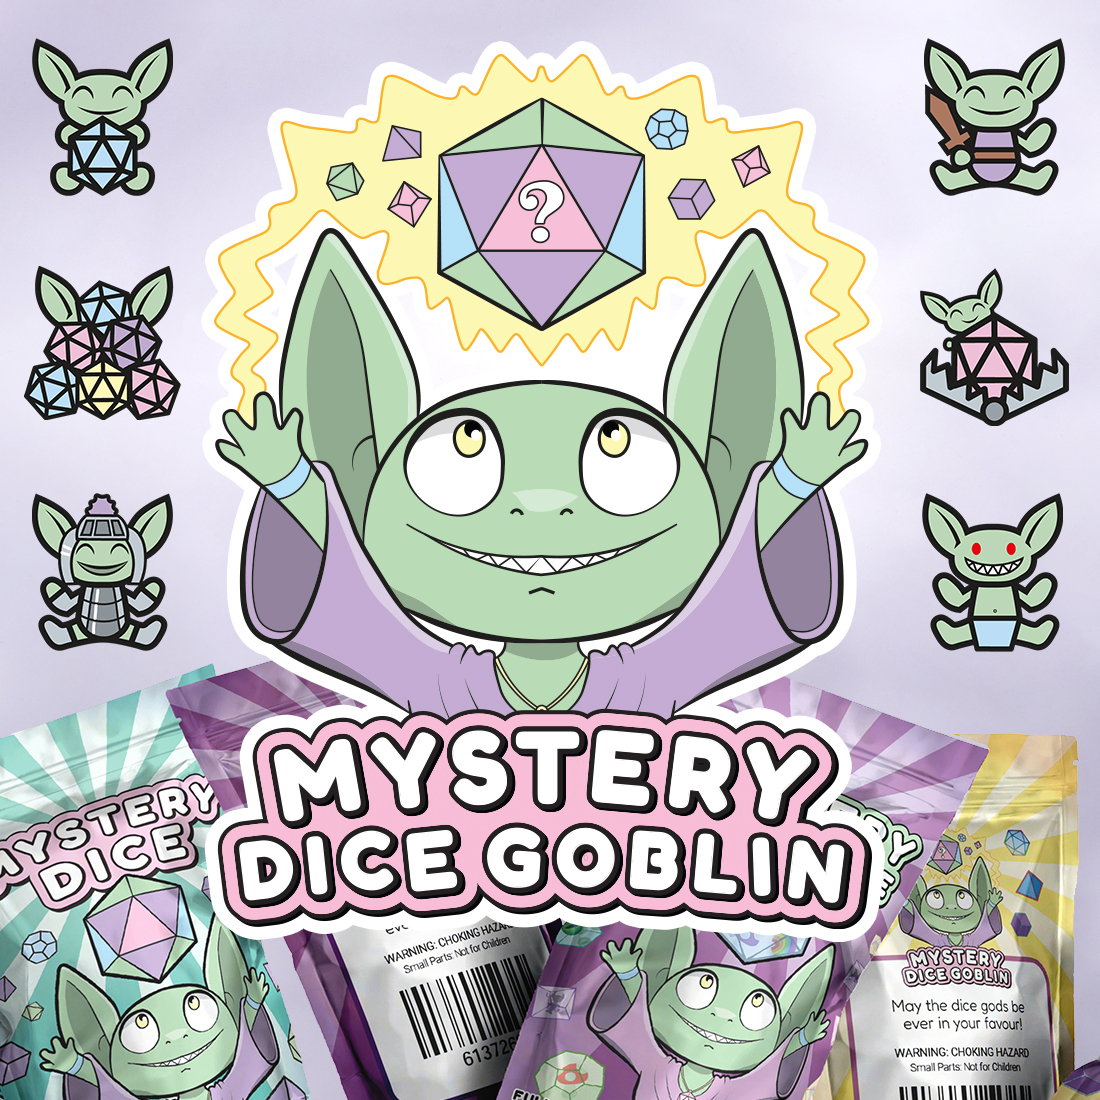 ?
MYSTERY
DICE GOBLIN
MYSTERY
DICE
WARNING: CHOKING HAZARD
Small Parts: Not for Children
613726
MYSTERY
DICE GOBLIN
May the dice gods be
ever in your favour!
WARNING: CHOKING HAZARD
Small Parts: Not for Children